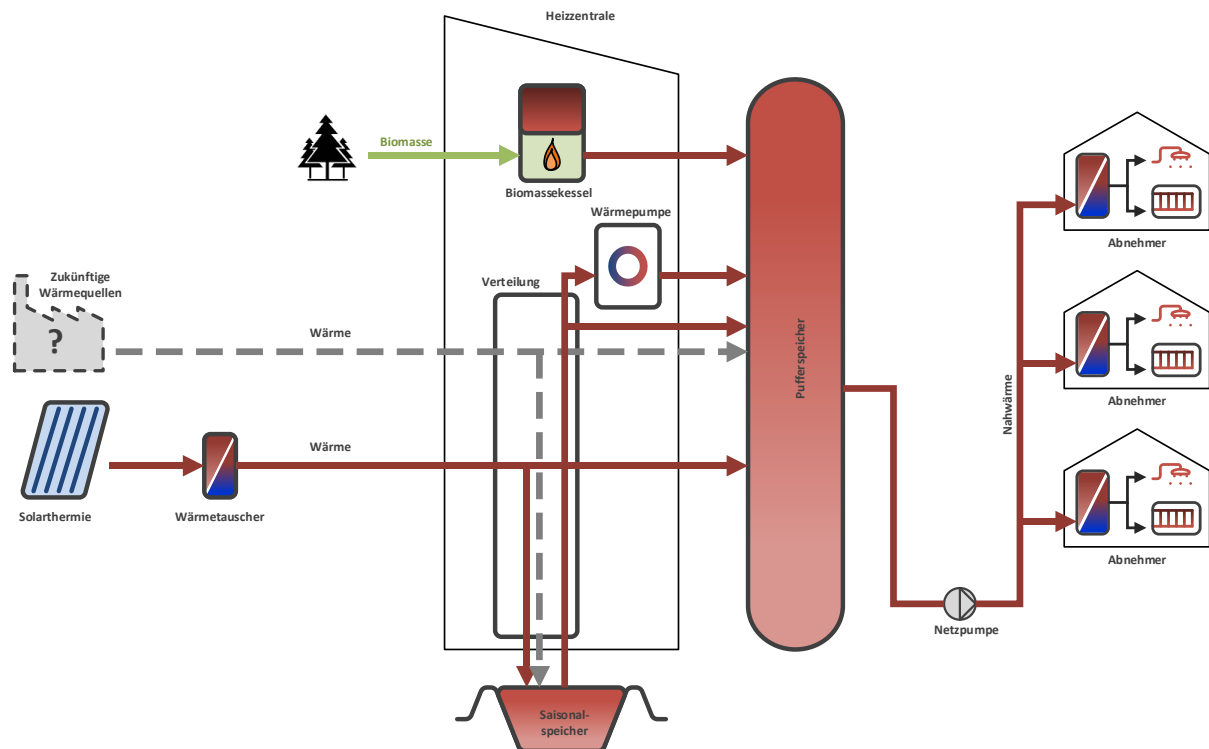 Heizzentrale
Biomasse
Biomassekessel
Wärmepumpe
Zukünftige
Wärmequellen
?
Verteilung
Wärme
Wärme
Solarthermie
Wärmetauscher
Saisonal-
speicher
Pufferspeicher
Netzpumpe
Nahwärme
Abnehmer
Abnehmer
Abnehmer